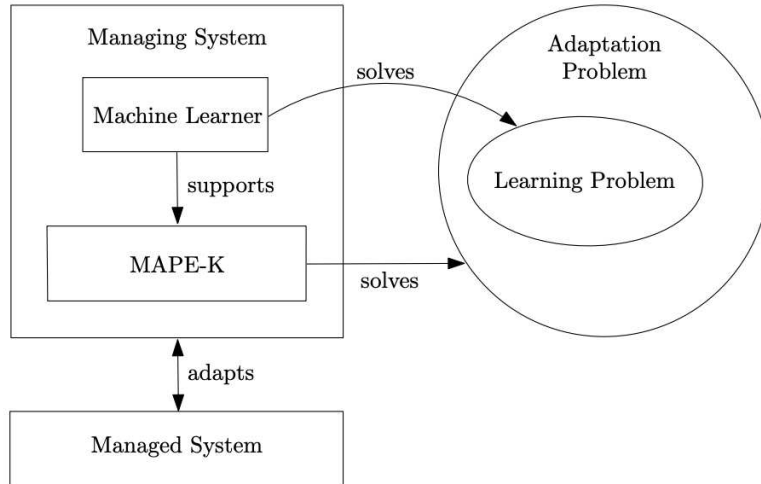 Managing System
Adaptation
Problem
solves
Machine Learner
Learning Problem
supports
MAPE-K
solves
adapts
Managed System